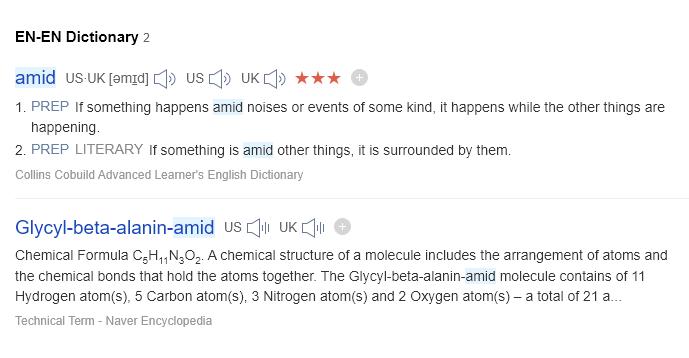 EN-EN Dictionary 2
amid US·UK [əmɪd] US UK ★★★
1. PREP If something happens amid noises or events of some kind, it happens while the other things are
happening.
2. PREP LITERARY If something is amid other things, it is surrounded by them.
Collins Cobuild Advanced Learner's English Dictionary
Glycyl-beta-alanin-amid US UK
Chemical Formula C₅H₁₁N₃O₂. A chemical structure of a molecule includes the arrangement of atoms and
the chemical bonds that hold the atoms together. The Glycyl-beta-alanin-amid molecule contains of 11
Hydrogen atom(s), 5 Carbon atom(s), 3 Nitrogen atom(s) and 2 Oxygen atom(s) – a total of 21 a...
Technical Term - Naver Encyclopedia